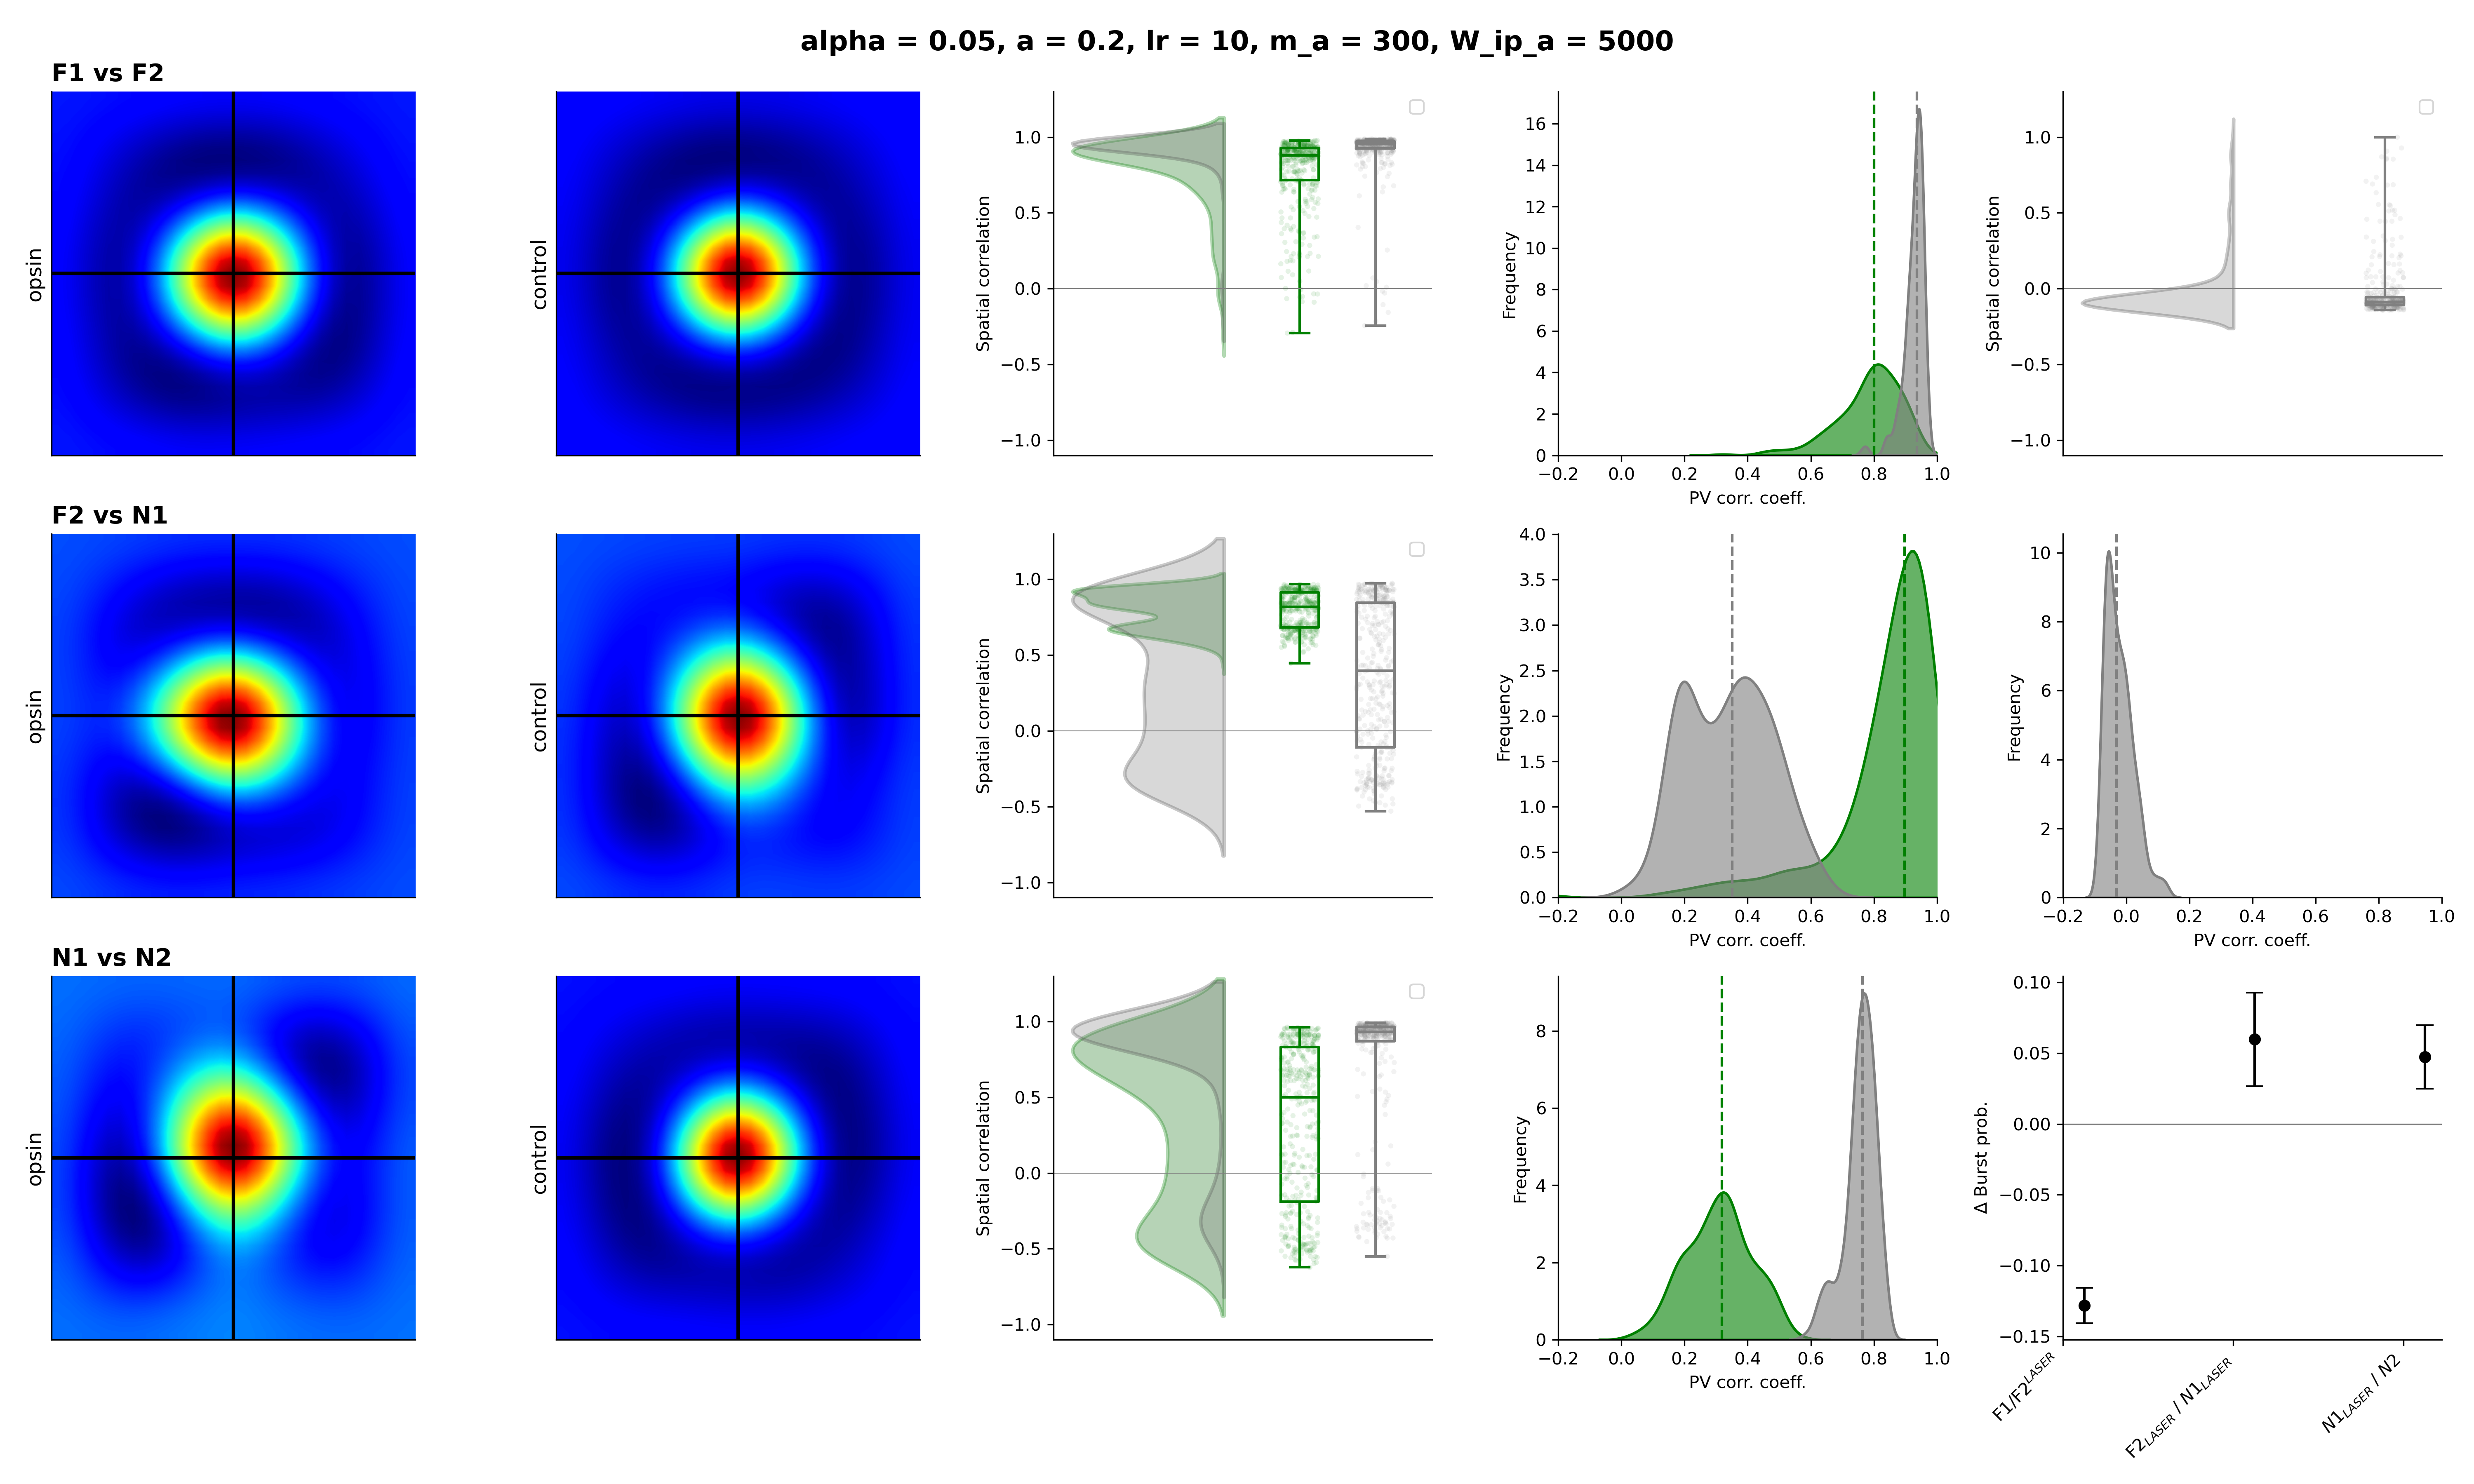 alpha = 0.05, a = 0.2, lr = 10, m_a = 300, W_ip_a = 5000
F1 vs F2
opsin
control
Spatial correlation
1.0
0.5
0.0
−0.5
−1.0
Frequency
16
14
12
10
8
6
4
2
0
−0.2 0.0 0.2 0.4 0.6 0.8 1.0
PV corr. coeff.
Spatial correlation
1.0
0.5
0.0
−0.5
−1.0
F2 vs N1
opsin
control
Spatial correlation
1.0
0.5
0.0
−0.5
−1.0
Frequency
4.0
3.5
3.0
2.5
2.0
1.5
1.0
0.5
0.0
−0.2 0.0 0.2 0.4 0.6 0.8 1.0
PV corr. coeff.
Frequency
10
8
6
4
2
0
−0.2 0.0 0.2 0.4 0.6 0.8 1.0
PV corr. coeff.
N1 vs N2
opsin
control
Spatial correlation
1.0
0.5
0.0
−0.5
−1.0
Frequency
8
6
4
2
0
−0.2 0.0 0.2 0.4 0.6 0.8 1.0
PV corr. coeff.
Δ Burst prob.
0.10
0.05
0.00
−0.05
−0.10
−0.15
F1/F2LASER
F2LASER / N1LASER
N1LASER / N2